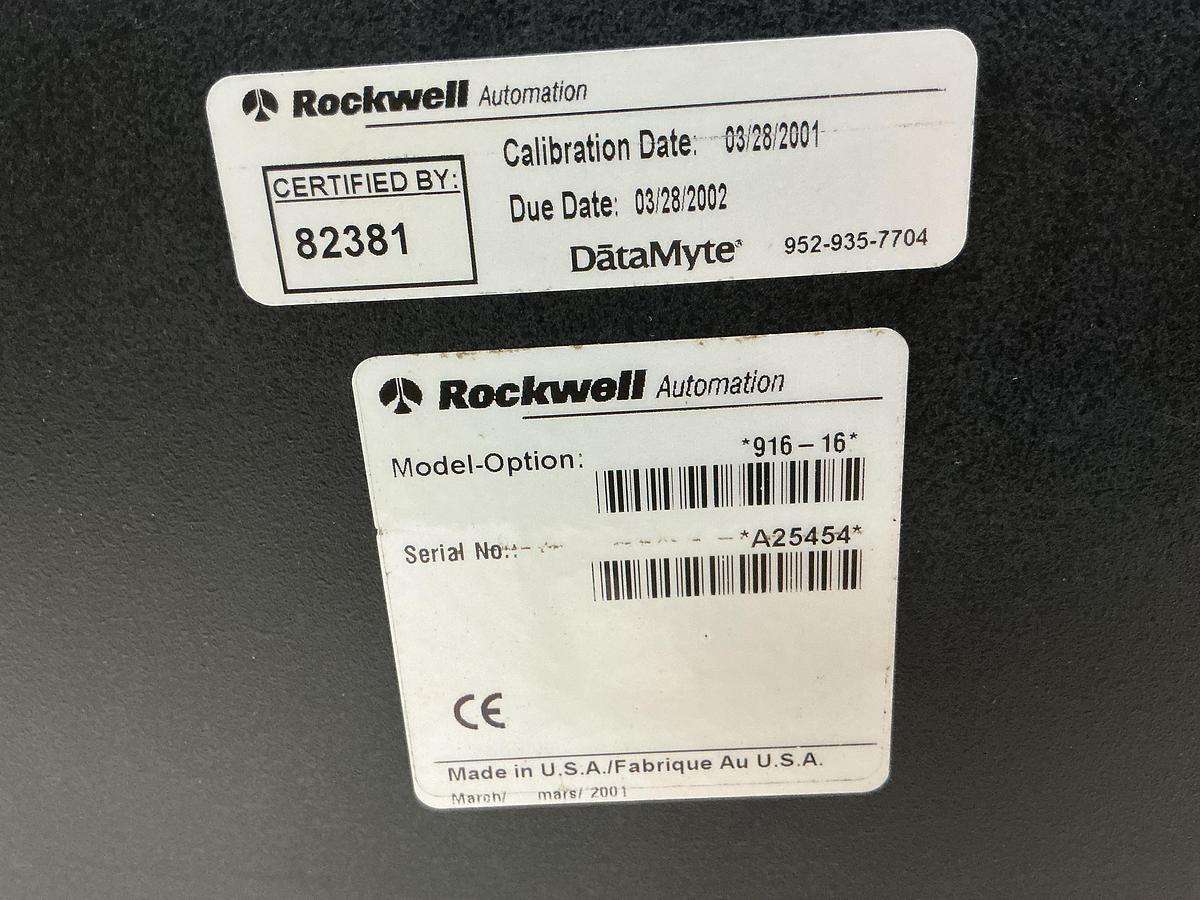 Rockwell Automation
CERTIFIED BY:
82381
Calibration Date: 03/28/2001
Due Date: 03/28/2002
DātaMyte® 952-935-7704
Rockwell Automation
Model-Option: *916-16*
Serial No.: *A25454*
CE
Made in U.S.A./Fabrique Au U.S.A.
March/ mars/ 2001